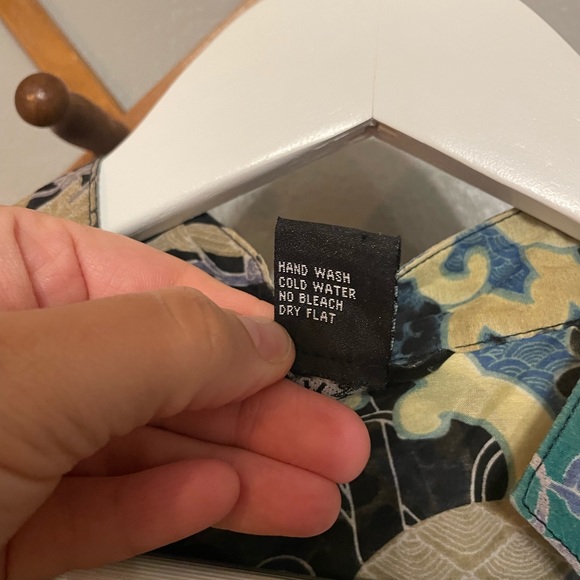 HAND WASH
COLD WATER
NO BLEACH
DRY FLAT